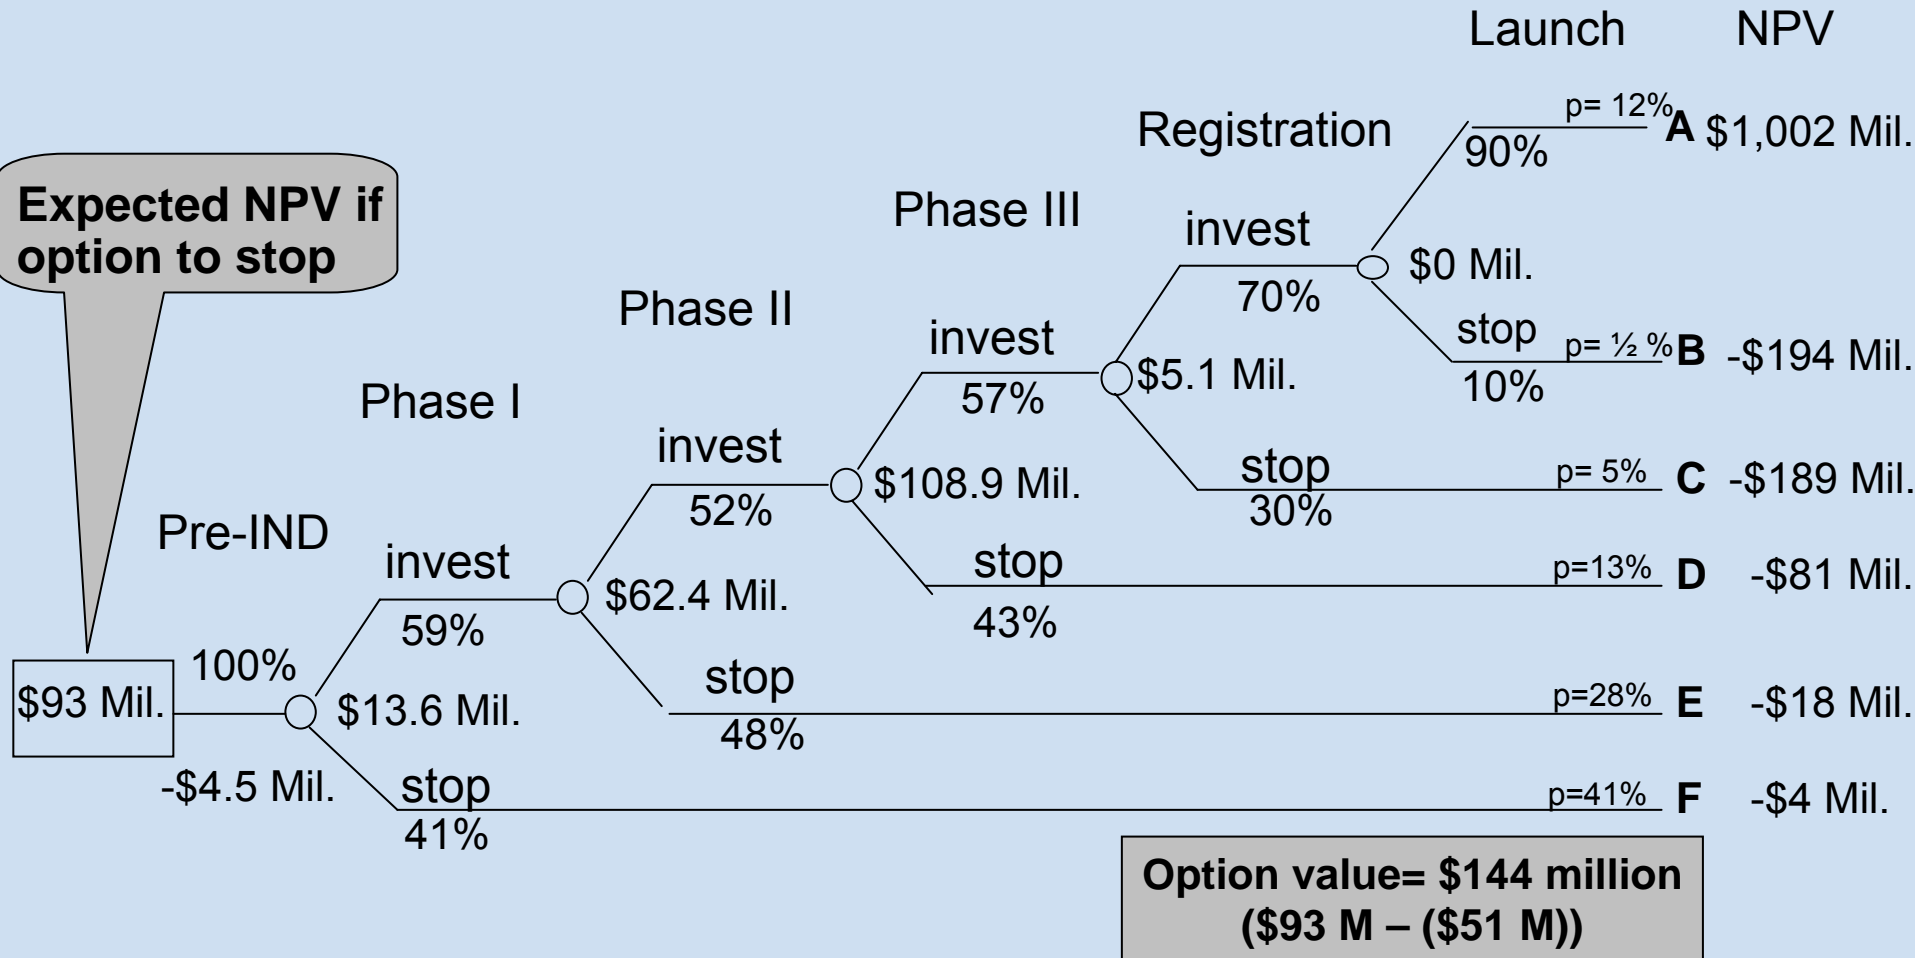 Launch
NPV
p= 12%
A $1,002 Mil.
Registration
90%
Expected NPV if
option to stop
Phase III
invest
$0 Mil.
70%
Phase II
stop
p= ½ %
B -$194 Mil.
10%
invest
$5.1 Mil.
57%
Phase I
invest
stop
p= 5%
C -$189 Mil.
30%
$108.9 Mil.
52%
Pre-IND
invest
stop
p=13%
D -$81 Mil.
43%
$62.4 Mil.
59%
100%
stop
p=28%
E -$18 Mil.
48%
$93 Mil.
$13.6 Mil.
-$4.5 Mil.
stop
p=41%
F -$4 Mil.
41%
Option value= $144 million
($93 M – ($51 M))